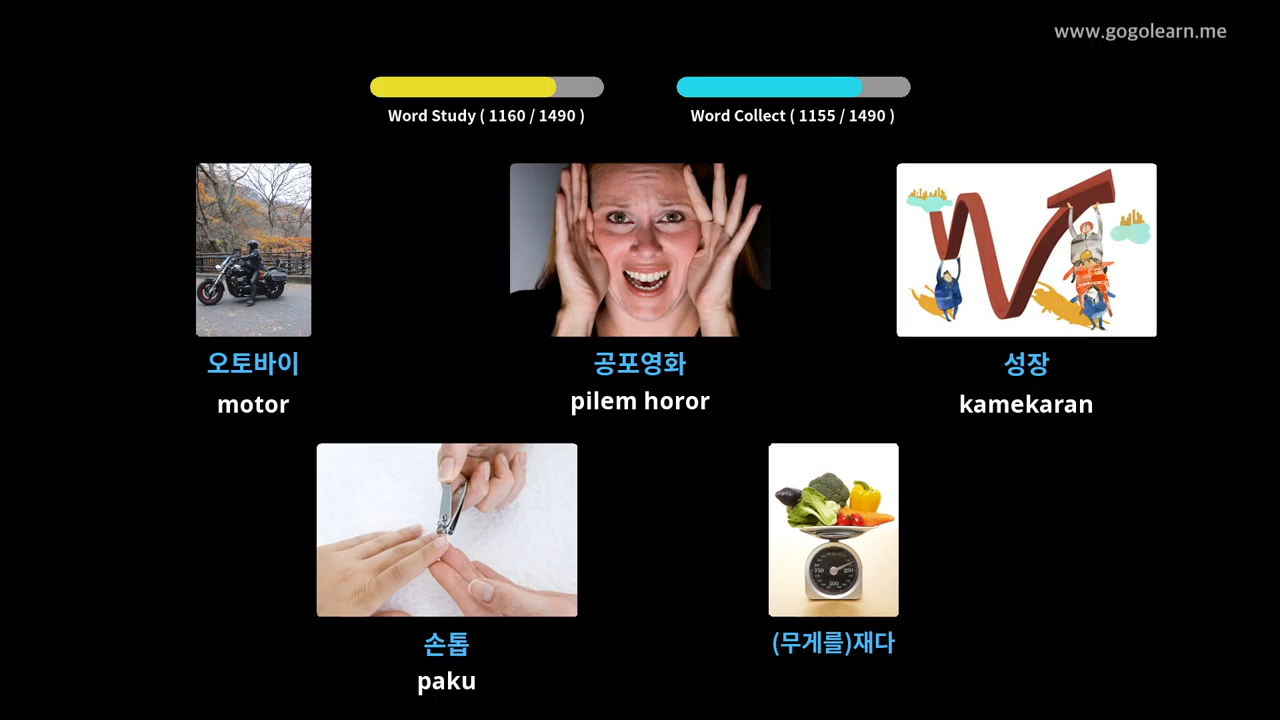 www.gogolearn.me
Word Study ( 1160 / 1490 )
Word Collect ( 1155 / 1490 )
오토바이
motor
공포영화
pilem horor
성장
kamekaran
손톱
paku
(무게를)재다